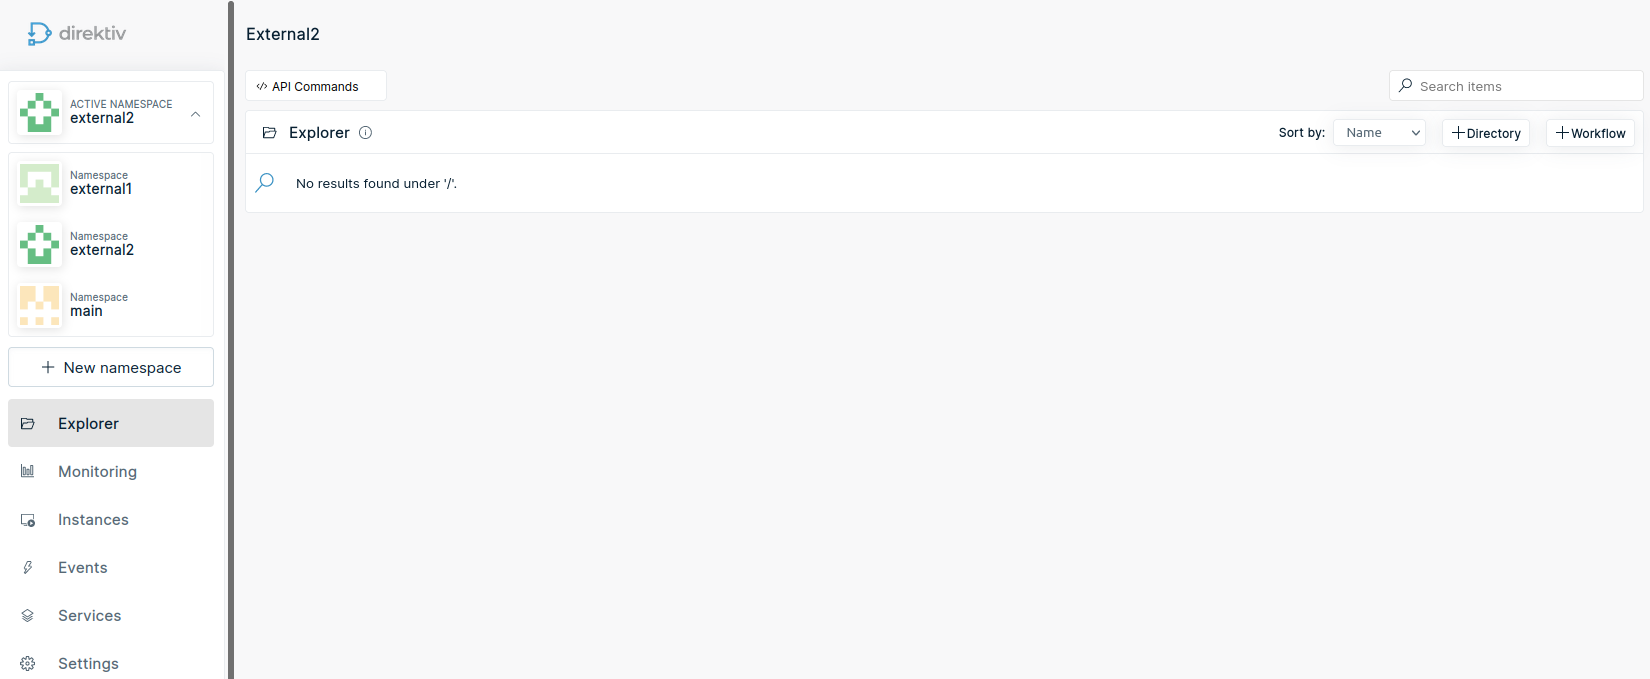 direktiv
ACTIVE NAMESPACE
external2
Namespace
external1
Namespace
external2
Namespace
main
New namespace
Explorer
Monitoring
Instances
Events
Services
Settings
External2
</> API Commands
Search items
Explorer
Sort by: Name
+Directory
+Workflow
No results found under '/'.